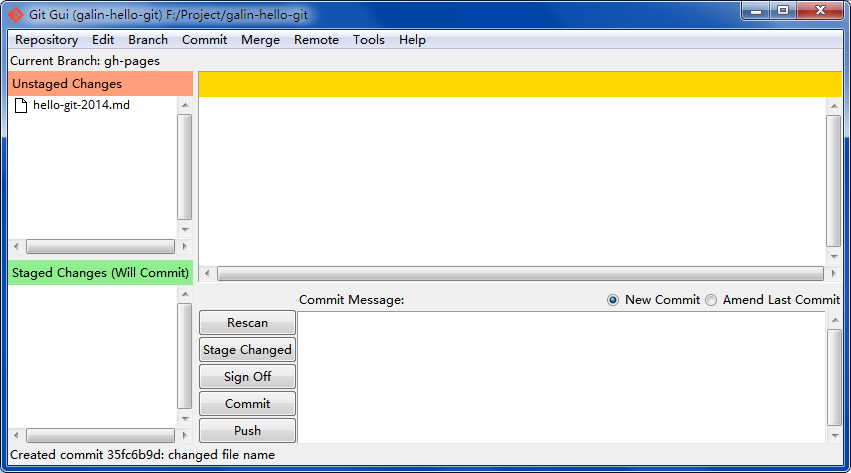 Git Gui (galin-hello-git) F:/Project/galin-hello-git
Repository Edit Branch Commit Merge Remote Tools Help
Current Branch: gh-pages
Unstaged Changes
hello-git-2014.md
Staged Changes (Will Commit)
Commit Message: New Commit Amend Last Commit
Rescan
Stage Changed
Sign Off
Commit
Push
Created commit 35fc6b9d: changed file name